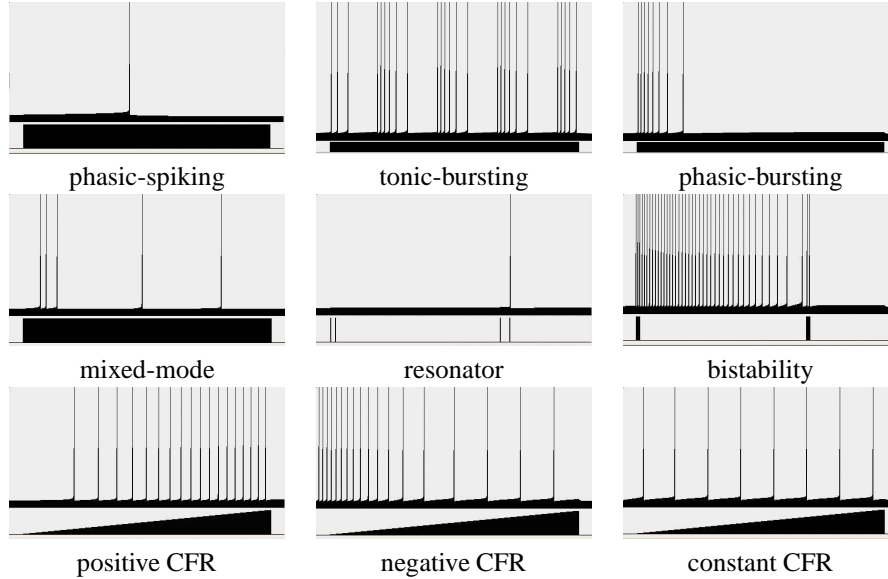 phasic-spiking
tonic-bursting
phasic-bursting
mixed-mode
resonator
bistability
positive CFR
negative CFR
constant CFR